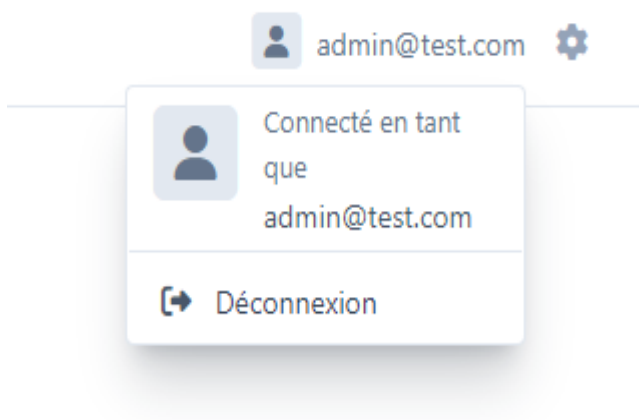 admin@test.com
Connecté en tant
que
admin@test.com
Déconnexion